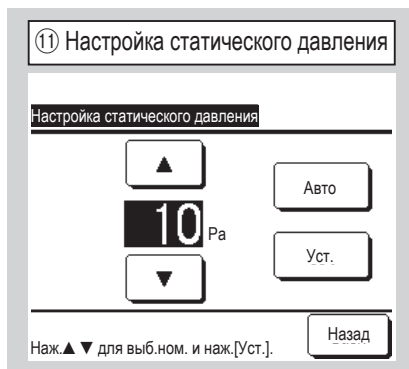 ⑪ Настройка статического давления
Настройка статического давления
▲
Авто
10 Pa
Уст.
▼
Назад
Наж.▲ ▼ для выб.ном. и наж.[Уст.].